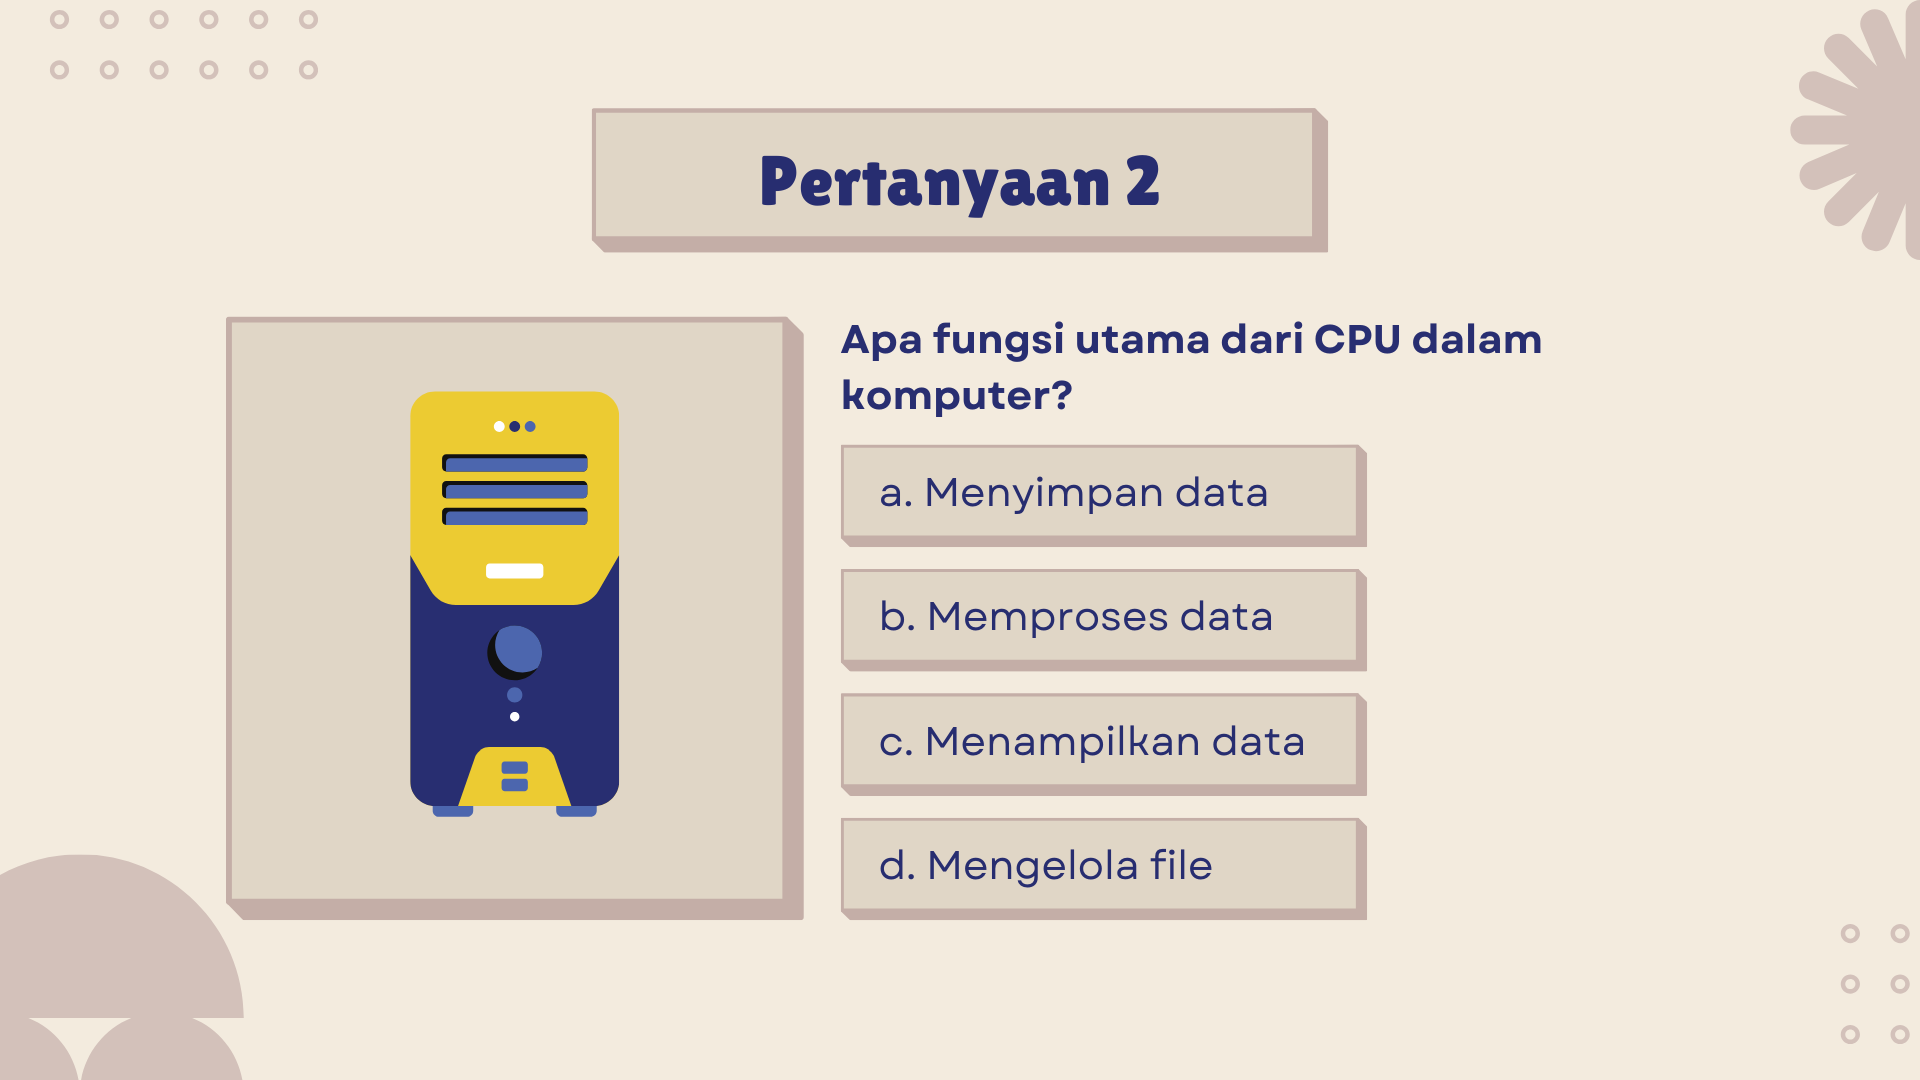 Pertanyaan 2
Apa fungsi utama dari CPU dalam
komputer?
a. Menyimpan data
b. Memproses data
c. Menampilkan data
d. Mengelola file